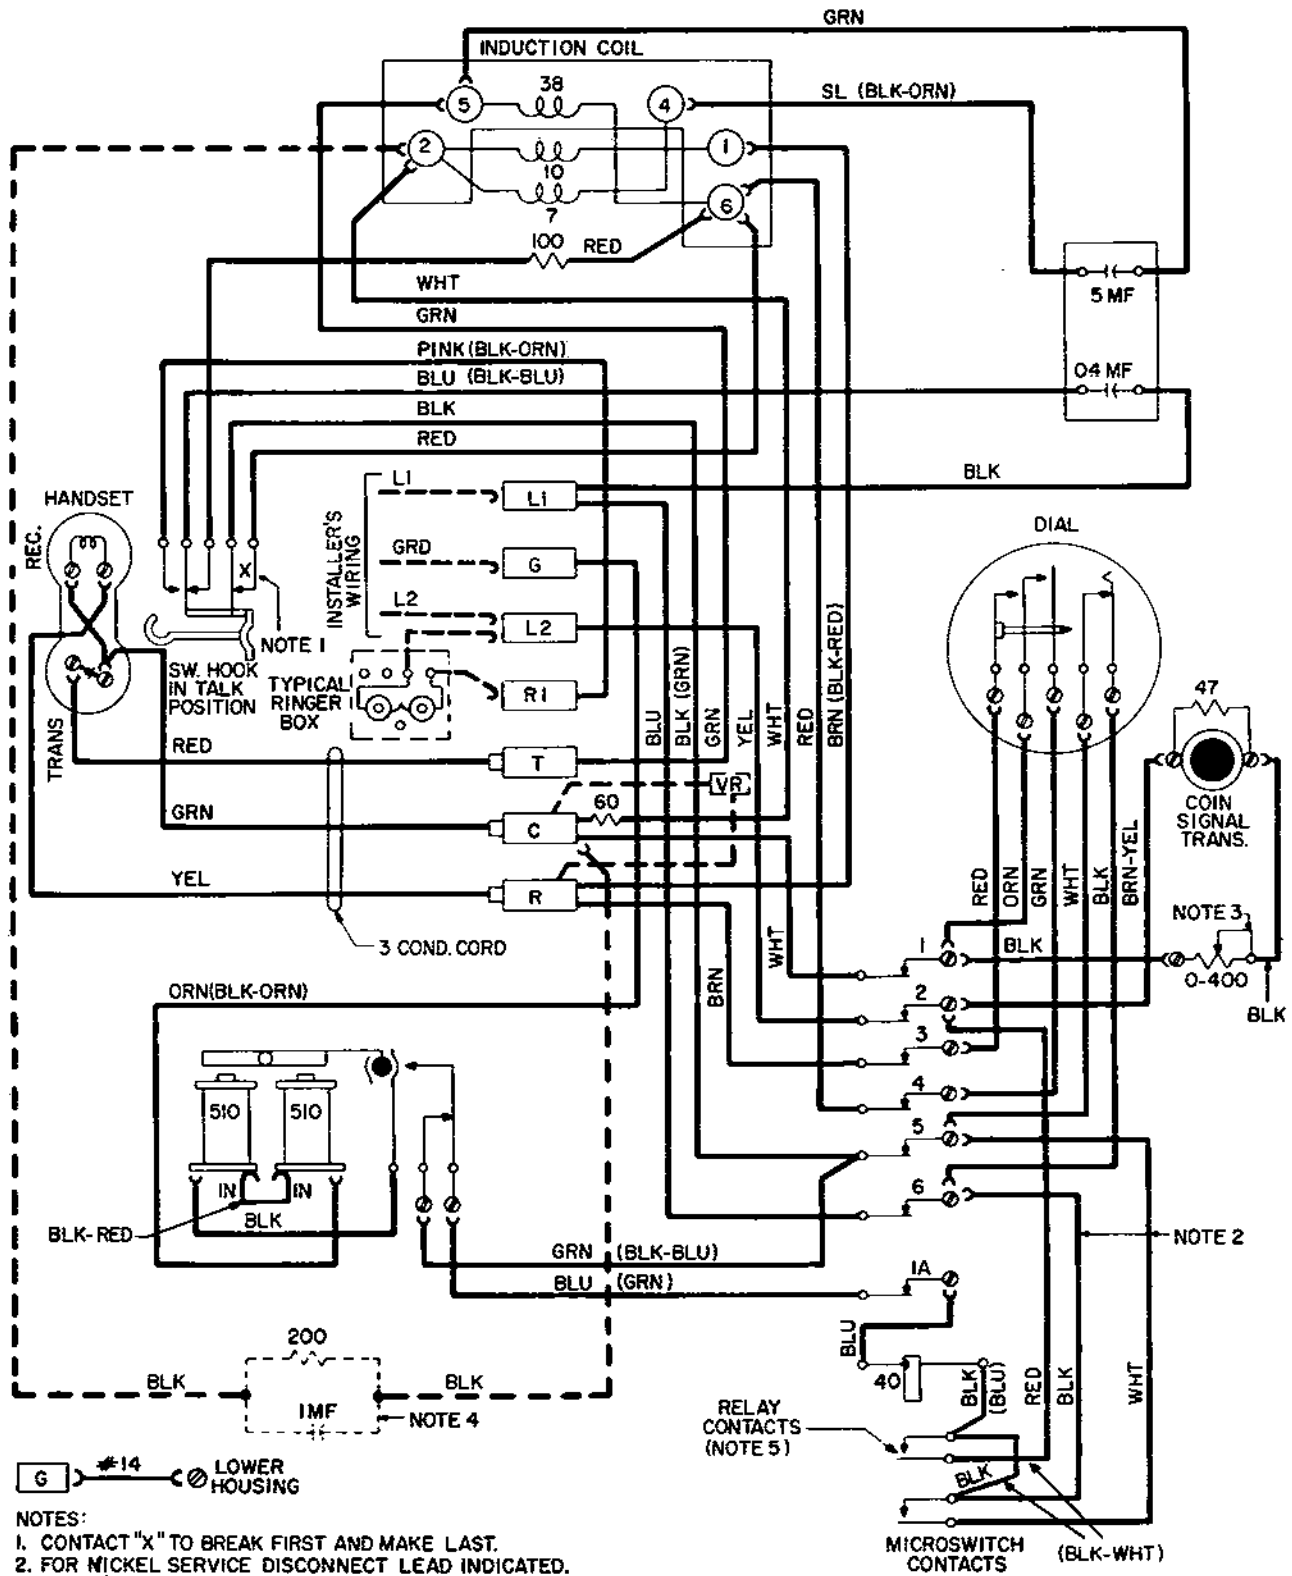 GRN
INDUCTION COIL
38
5
4
SL (BLK-ORN)
2
1
10
7
6
100
RED
WHT
5 MF
GRN
PINK (BLK-ORN)
BLU (BLK-BLU)
04 MF
BLK
RED
BLK
HANDSET
REC.
L1
L1
INSTALLER'S
WIRING
GRD
G
L2
L2
X
NOTE 1
SW. HOOK
IN TALK
POSITION
TYPICAL
RINGER
BOX
R1
DIAL
47
BLU
BLK (GRN)
GRN
YEL
WHT
RED
BRN (BLK-RED)
TRANS
RED
T
VR
GRN
C
60
COIN
SIGNAL
TRANS.
YEL
R
3 COND. CORD
RED
ORN
GRN
WHT
BLK
BRN-YEL
NOTE 3
BRN
WHT
1
BLK
0-400
BLK
ORN(BLK-ORN)
2
3
4
5
6
510
510
IN
IN
BLK
BLK-RED
GRN (BLK-BLU)
BLU (GRN)
NOTE 2
1A
BLU
40
BLK
(BLU)
RED
BLK
WHT
200
BLK
BLK
1MF
NOTE 4
RELAY
CONTACTS
(NOTE 5)
BLK
G
#14
LOWER
HOUSING
MICROSWITCH
CONTACTS
(BLK-WHT)
NOTES:
1. CONTACT "X" TO BREAK FIRST AND MAKE LAST.
2. FOR NICKEL SERVICE DISCONNECT LEAD INDICATED.